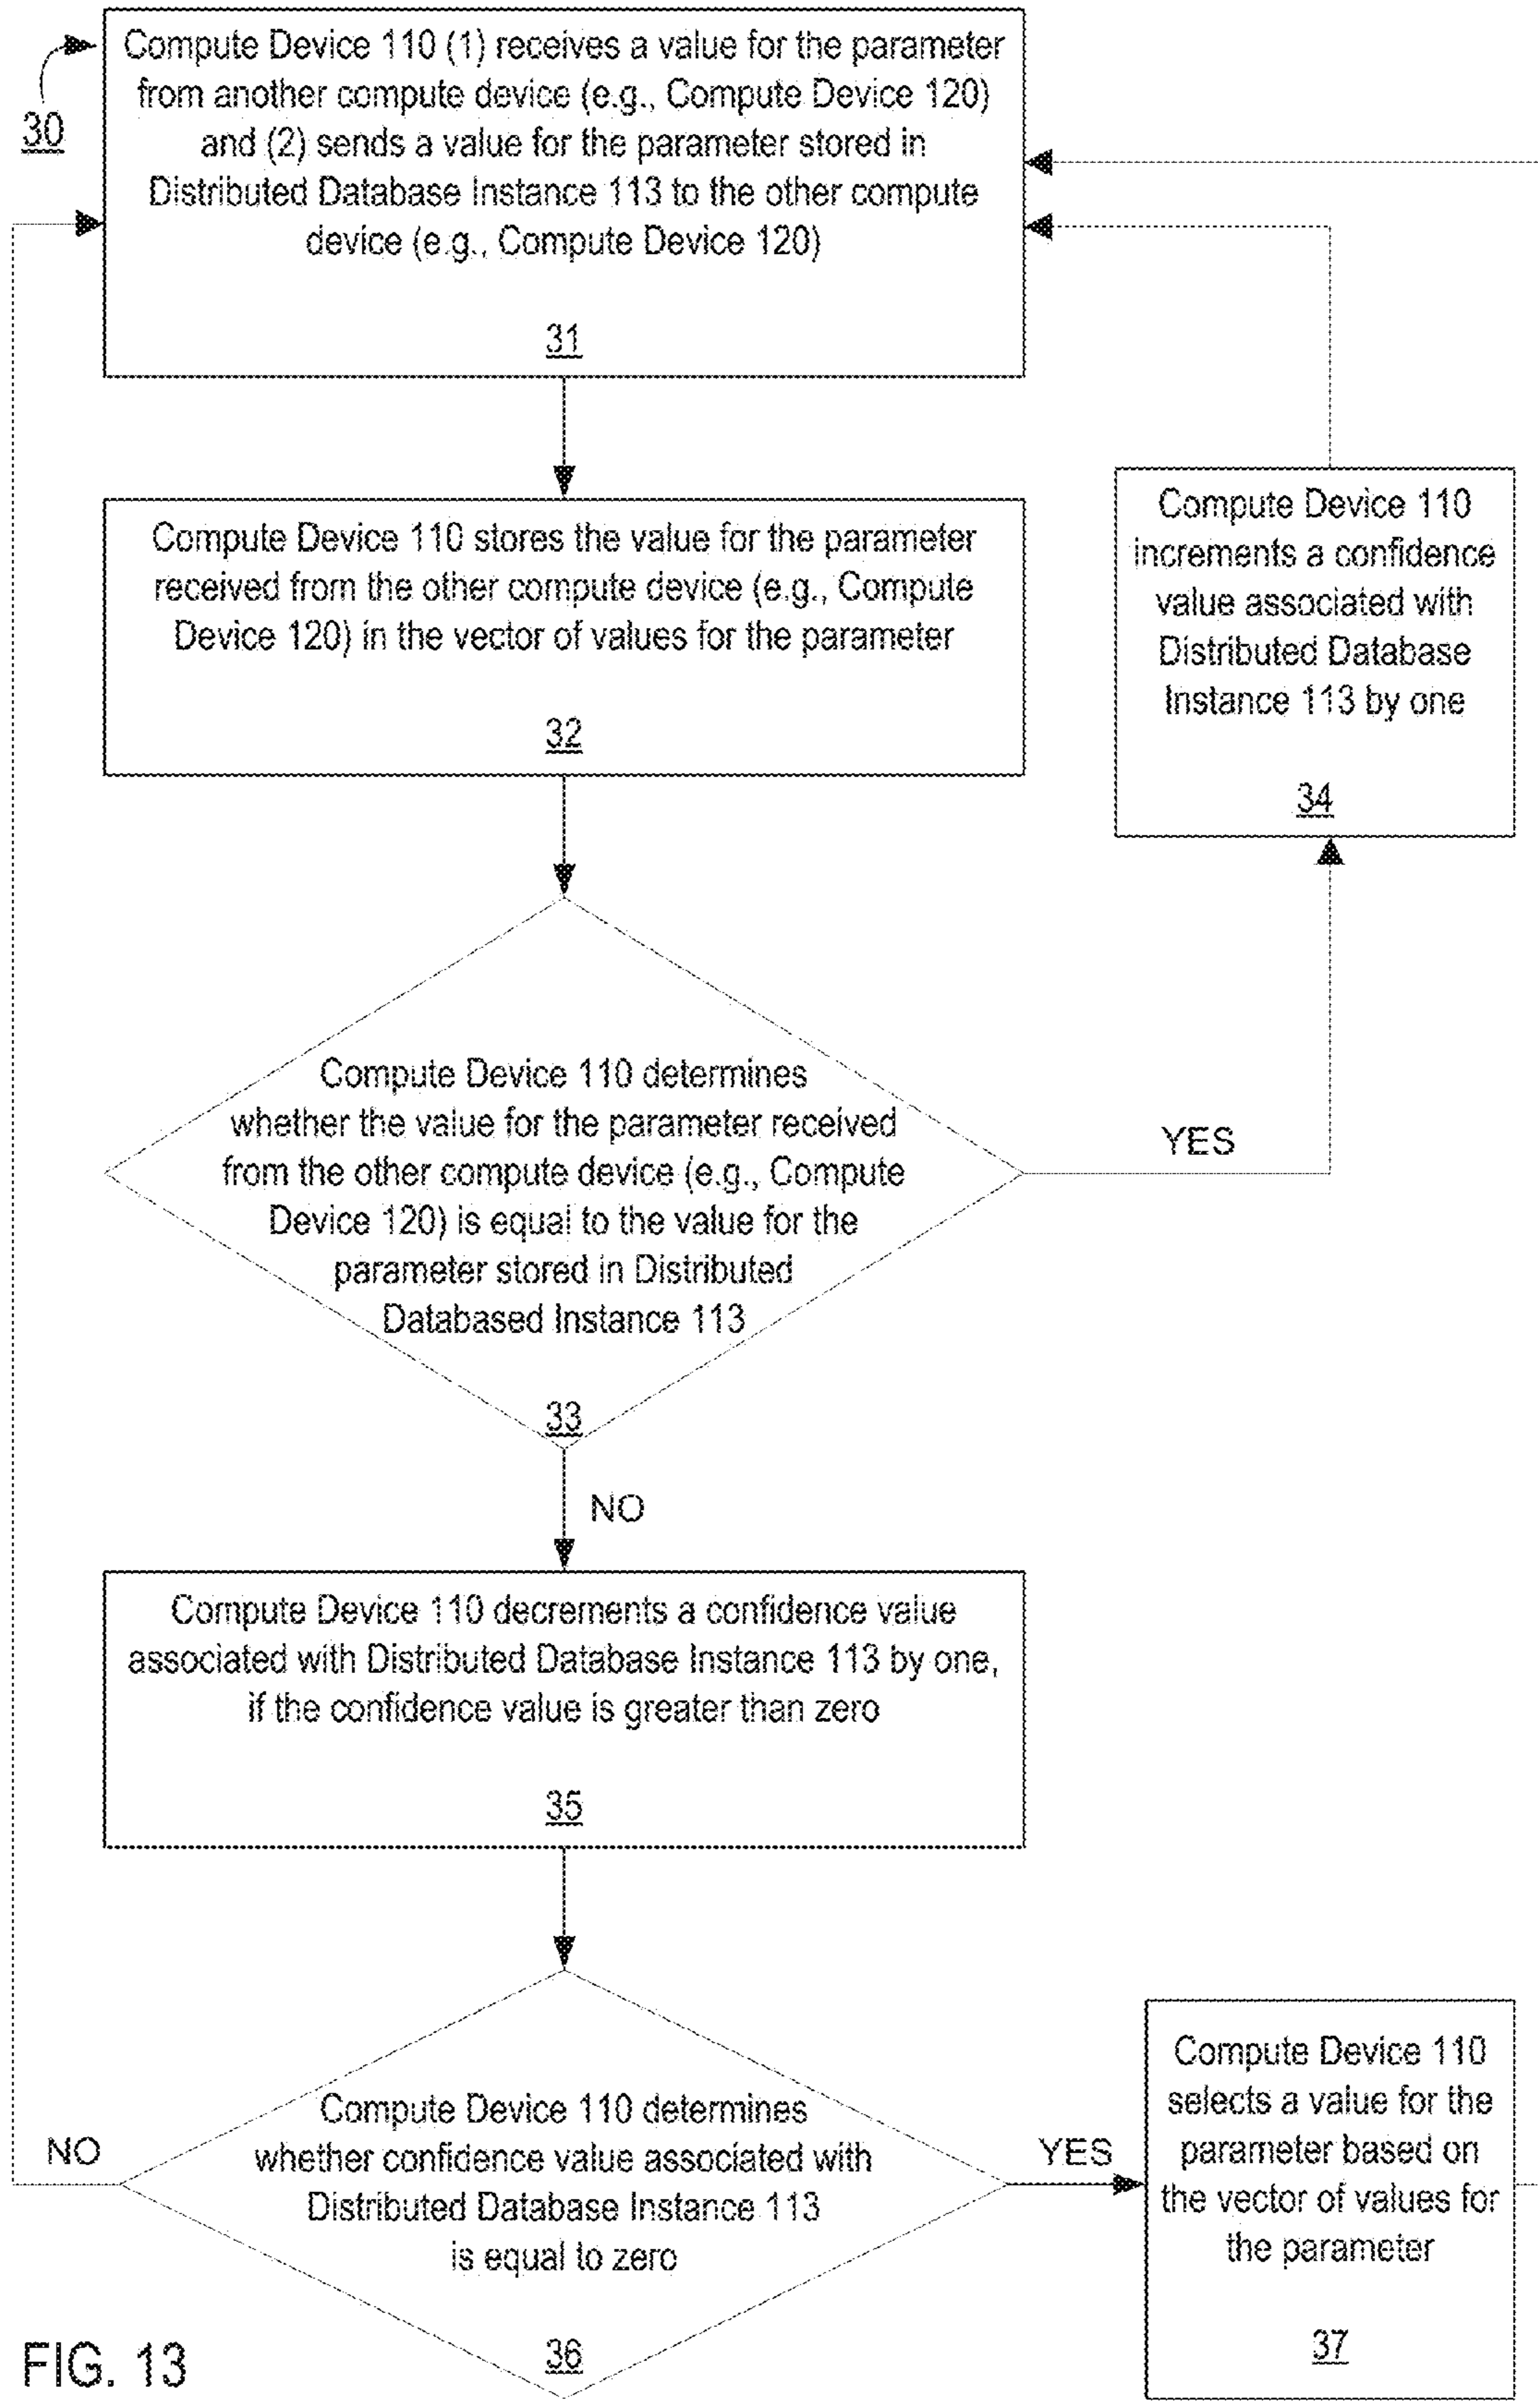 30
Compute Device 110 (1) receives a value for the parameter
from another compute device (e.g., Compute Device 120)
and (2) sends a value for the parameter stored in
Distributed Database Instance 113 to the other compute
device (e.g., Compute Device 120)
31
Compute Device 110 stores the value for the parameter
received from the other compute device (e.g., Compute
Device 120) in the vector of values for the parameter
32
Compute Device 110
increments a confidence
value associated with
Distributed Database
Instance 113 by one
34
Compute Device 110 determines
whether the value for the parameter received
from the other compute device (e.g., Compute
Device 120) is equal to the value for the
parameter stored in Distributed
Databased Instance 113
33
YES
NO
Compute Device 110 decrements a confidence value
associated with Distributed Database Instance 113 by one,
if the confidence value is greater than zero
35
Compute Device 110 determines
whether confidence value associated with
Distributed Database Instance 113
is equal to zero
36
NO
YES
Compute Device 110
selects a value for the
parameter based on
the vector of values for
the parameter
37
FIG. 13